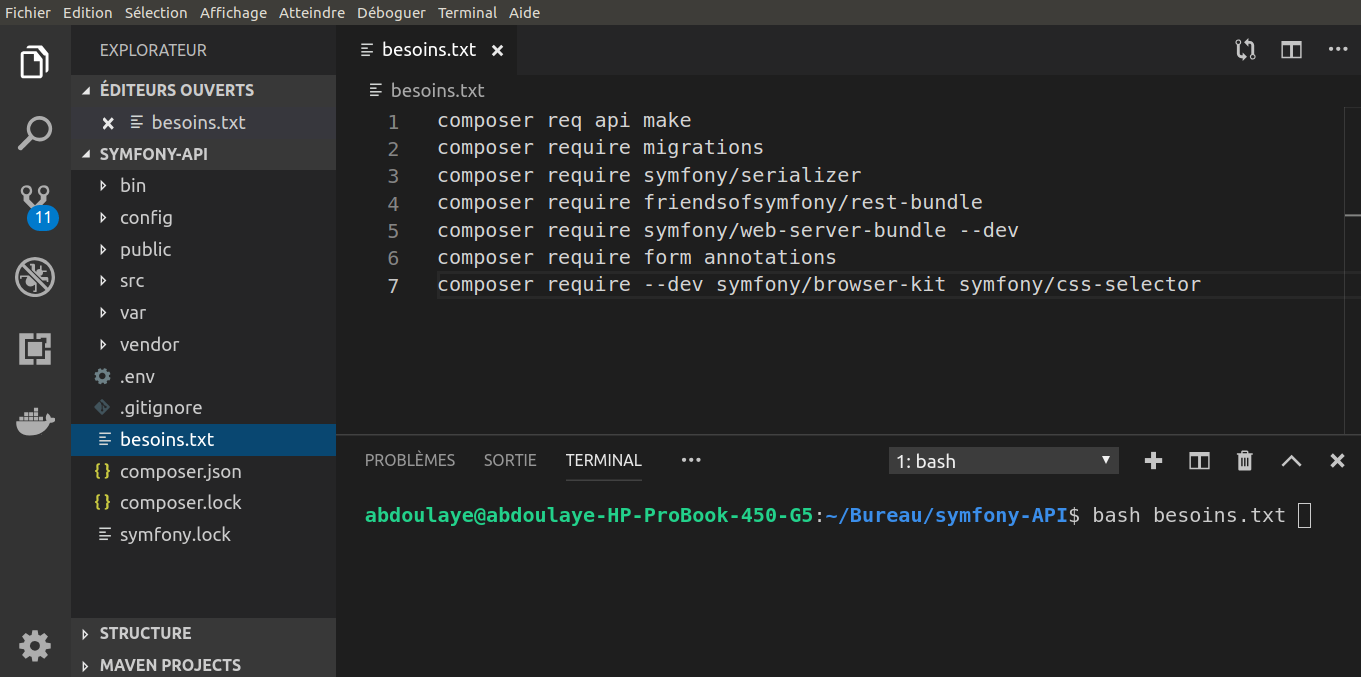 Fichier Edition Sélection Affichage Atteindre Déboguer Terminal Aide
EXPLORATEUR
ÉDITEURS OUVERTS
besoins.txt
SYMFONY-API
bin
config
public
src
var
vendor
.env
.gitignore
besoins.txt
composer.json
composer.lock
symfony.lock
STRUCTURE
MAVEN PROJECTS
11
besoins.txt
besoins.txt
1 composer req api make
2 composer require migrations
3 composer require symfony/serializer
4 composer require friendsofsymfony/rest-bundle
5 composer require symfony/web-server-bundle --dev
6 composer require form annotations
7 composer require --dev symfony/browser-kit symfony/css-selector
PROBLÈMES SORTIE TERMINAL 1: bash
abdoulaye@abdoulaye-HP-ProBook-450-G5:~/Bureau/symfony-API$ bash besoins.txt